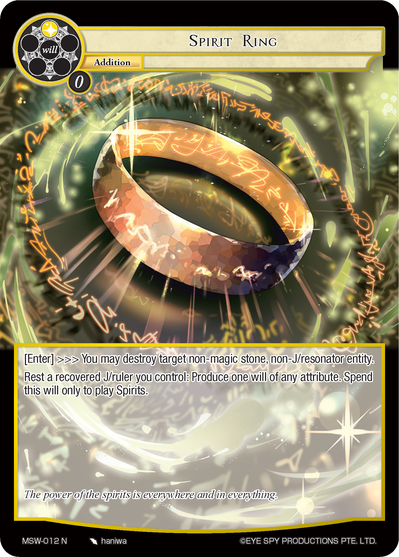 Spirit Ring
will
Addition
0
[Enter] >>> You may destroy target non-magic stone, non-J/resonator entity.
Rest a recovered J/ruler you control: Produce one will of any attribute. Spend
this will only to play Spirits.
The power of the spirits is everywhere and in everything.
MSW-012 N haniwa ©EYE SPY PRODUCTIONS PTE. LTD.